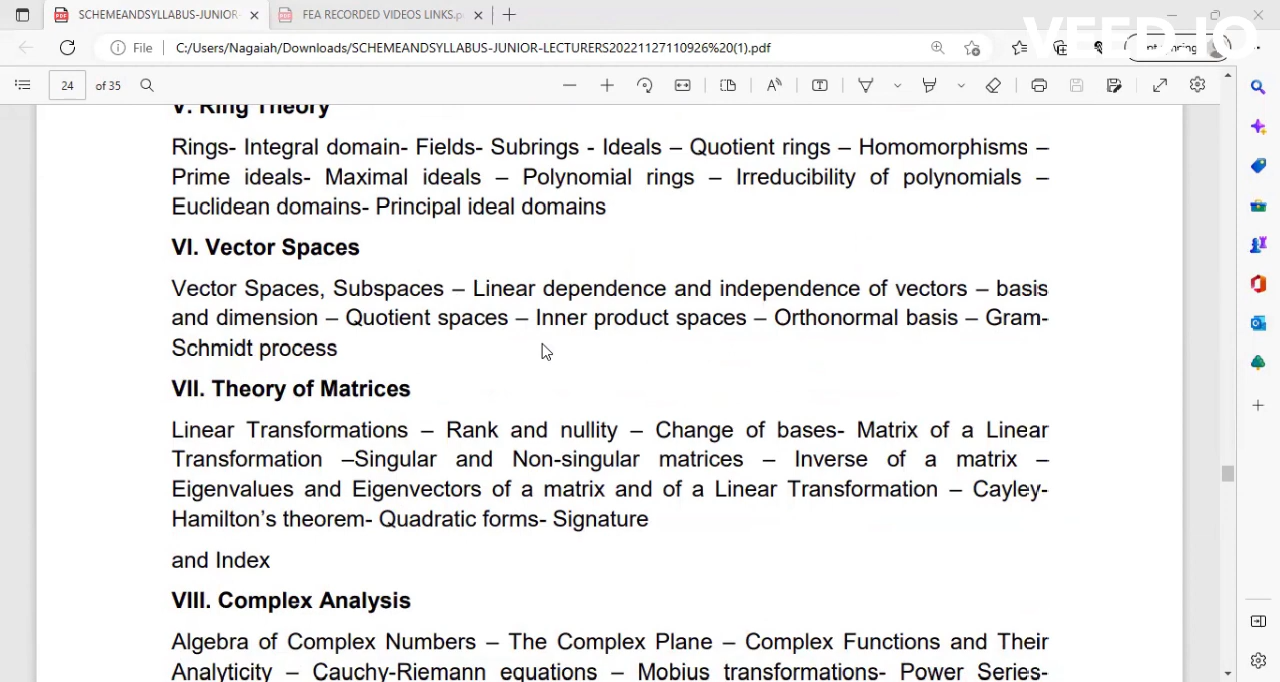 SCHEMEANDSYLLABUS-JUNIOR-
FEA RECORDED VIDEOS LINKS.p
VEED.IO
File
C:/Users/Nagaiah/Downloads/SCHEMEANDSYLLABUS-JUNIOR-LECTURERS20221127110926%20(1).pdf
24 of 35
V. Ring Theory
Rings- Integral domain- Fields- Subrings - Ideals – Quotient rings – Homomorphisms –
Prime ideals- Maximal ideals – Polynomial rings – Irreducibility of polynomials –
Euclidean domains- Principal ideal domains
VI. Vector Spaces
Vector Spaces, Subspaces – Linear dependence and independence of vectors – basis
and dimension – Quotient spaces – Inner product spaces – Orthonormal basis – Gram-
Schmidt process
VII. Theory of Matrices
Linear Transformations – Rank and nullity – Change of bases- Matrix of a Linear
Transformation –Singular and Non-singular matrices – Inverse of a matrix –
Eigenvalues and Eigenvectors of a matrix and of a Linear Transformation – Cayley-
Hamilton’s theorem- Quadratic forms- Signature
and Index
VIII. Complex Analysis
Algebra of Complex Numbers – The Complex Plane – Complex Functions and Their
Analyticity – Cauchy-Riemann equations – Mobius transformations- Power Series-